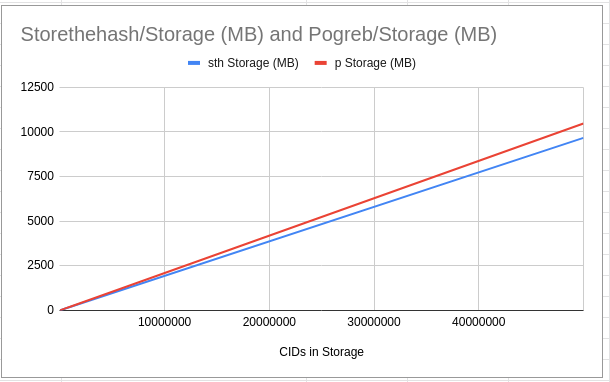 Storethehash/Storage (MB) and Pogreb/Storage (MB)
sth Storage (MB) p Storage (MB)
12500
10000
7500
5000
2500
0
10000000 20000000 30000000 40000000
CIDs in Storage